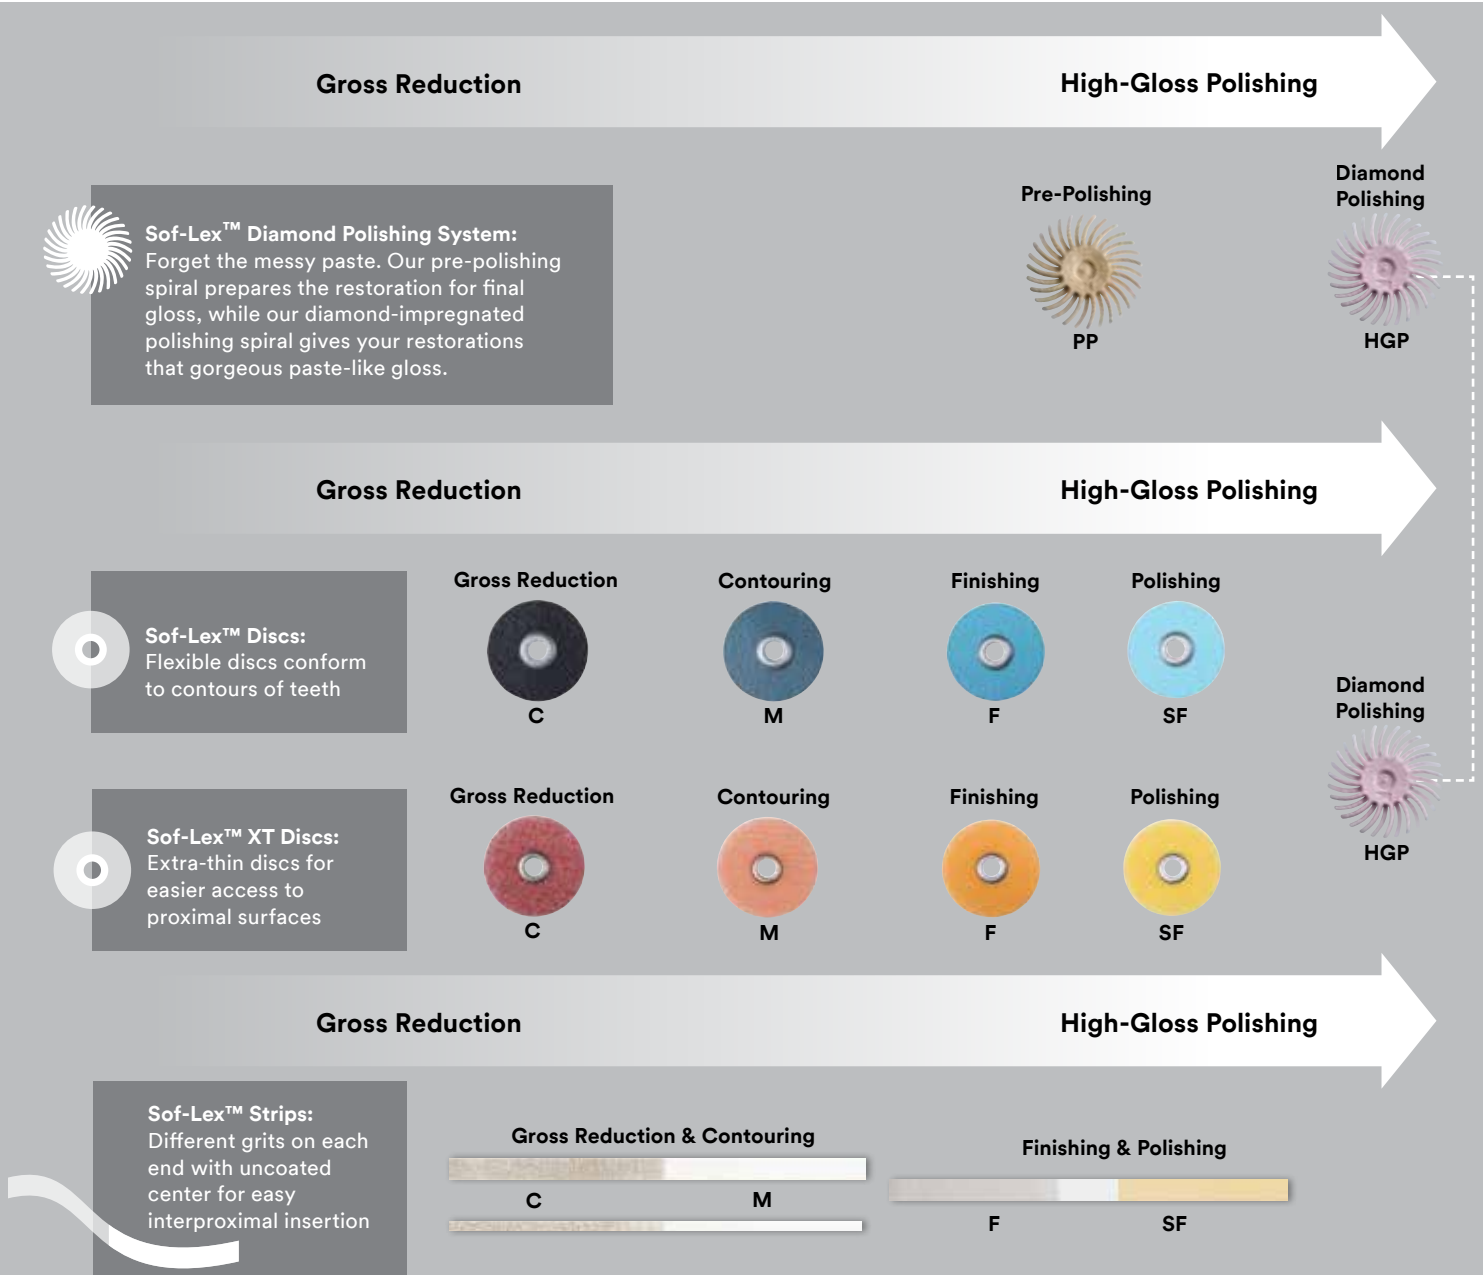 Gross Reduction
High-Gloss Polishing
Sof-Lex™ Diamond Polishing System:
Forget the messy paste. Our pre-polishing
spiral prepares the restoration for final
gloss, while our diamond-impregnated
polishing spiral gives your restorations
that gorgeous paste-like gloss.
Pre-Polishing
PP
Diamond
Polishing
HGP
Gross Reduction
High-Gloss Polishing
Sof-Lex™ Discs:
Flexible discs conform
to contours of teeth
Gross Reduction
C
Contouring
M
Finishing
F
Polishing
SF
Diamond
Polishing
HGP
Sof-Lex™ XT Discs:
Extra-thin discs for
easier access to
proximal surfaces
Gross Reduction
C
Contouring
M
Finishing
F
Polishing
SF
Gross Reduction
High-Gloss Polishing
Sof-Lex™ Strips:
Different grits on each
end with uncoated
center for easy
interproximal insertion
Gross Reduction & Contouring
C
M
Finishing & Polishing
F
SF